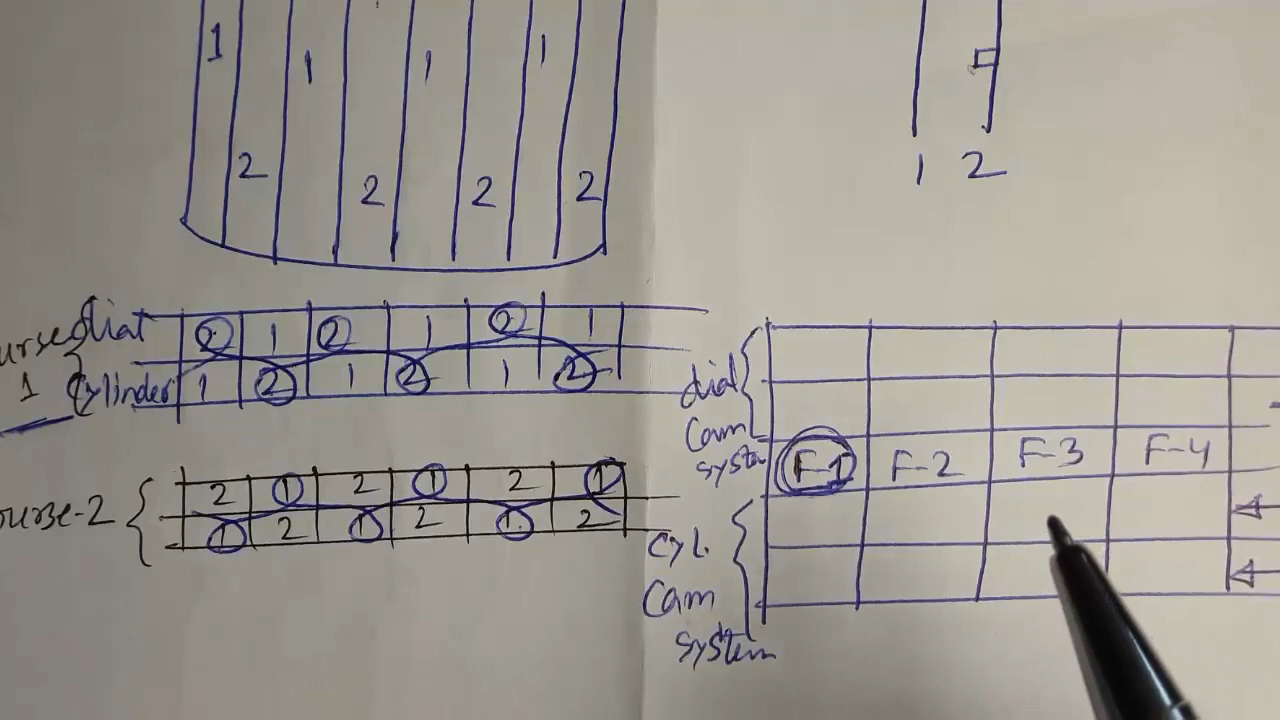 1 1 1 1
2 2 2 2
1 2
dial 2 1 2 1 2 1
1 Cylinder 1 2 1 2 1 2
2 1 2 1 2 1
ourse-2
1 2 1 2 1 2
dial
Cam
system
F-1 F-2 F-3 F-4
Cyl.
Cam
system